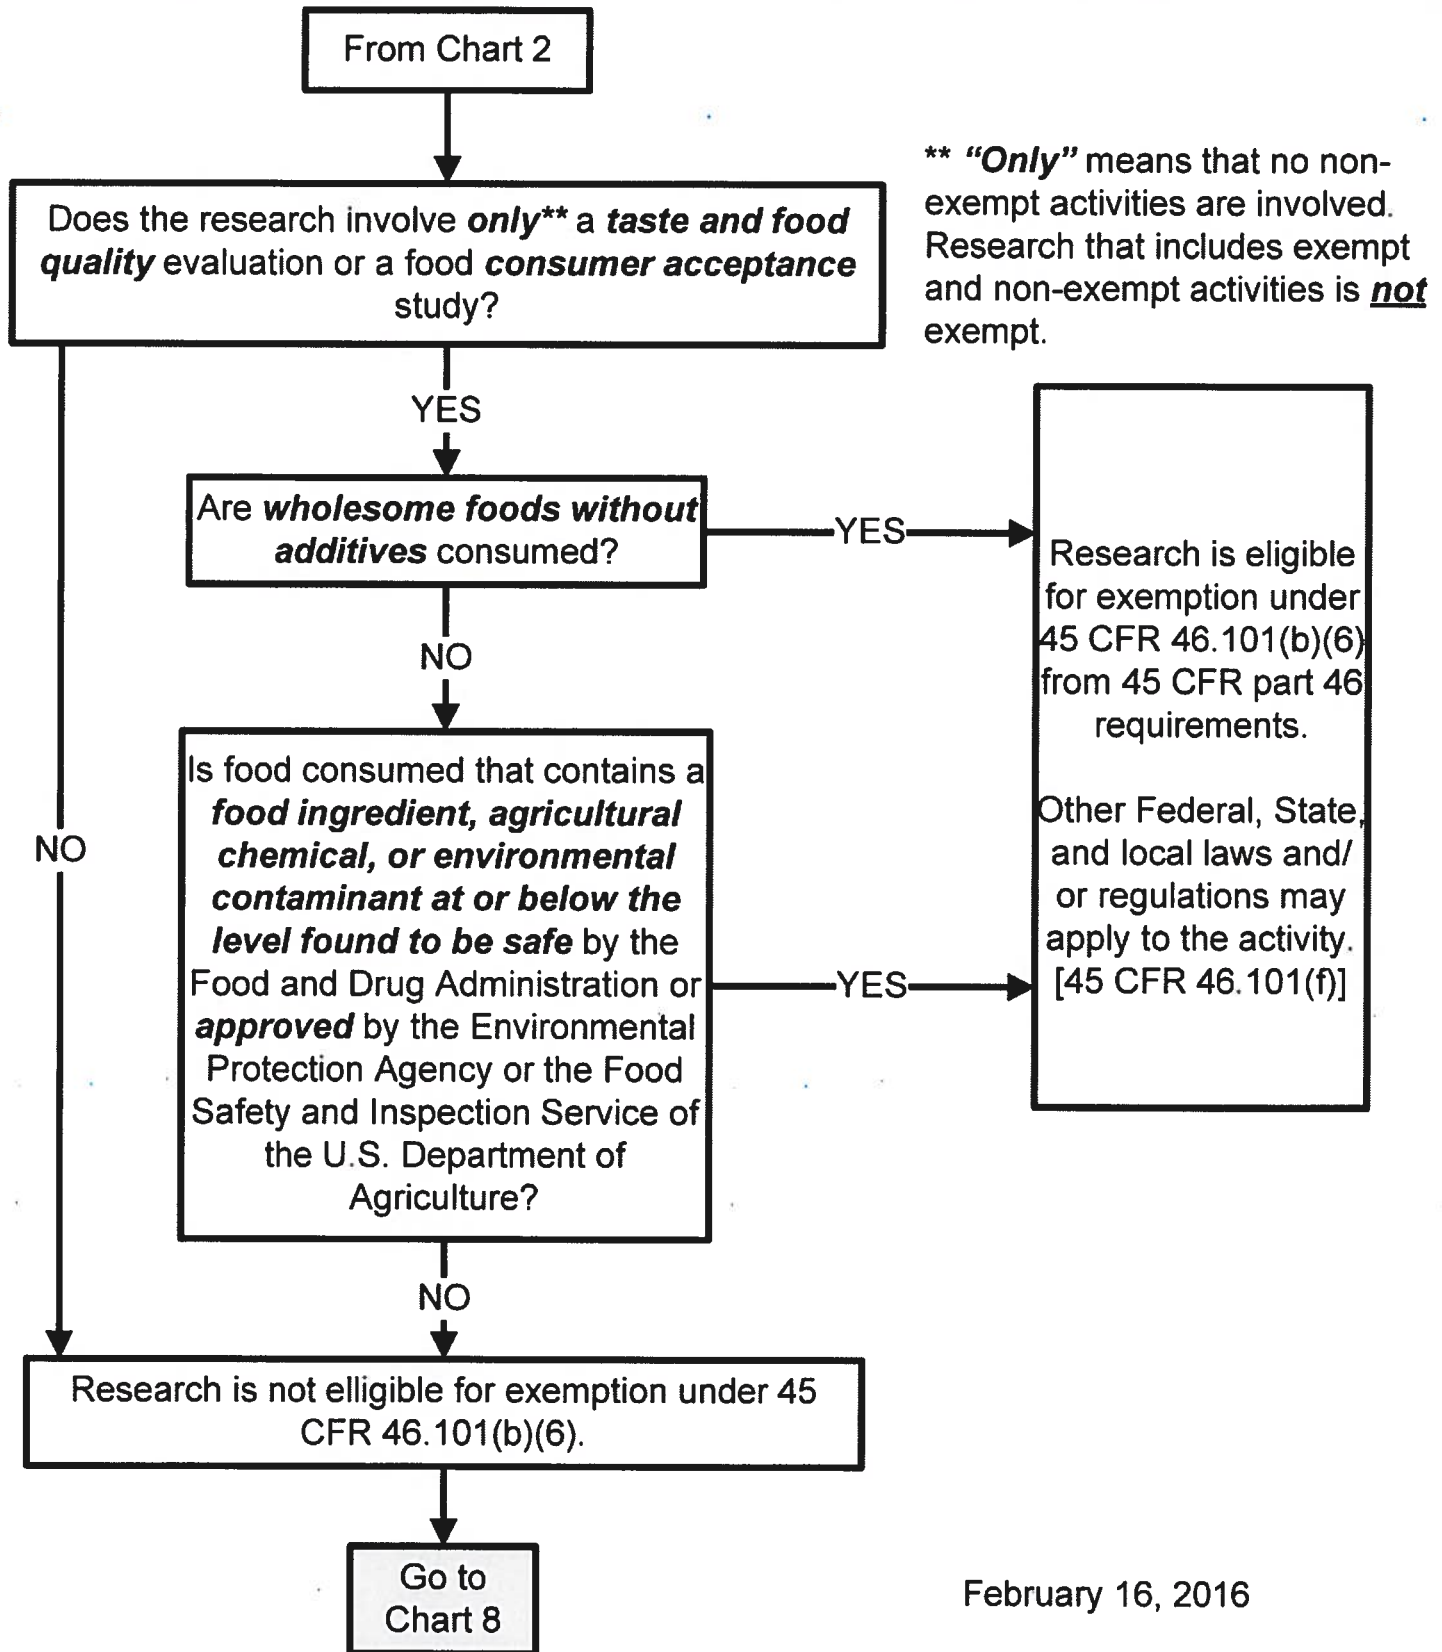 From Chart 2
** “Only” means that no non-
exempt activities are involved.
Research that includes exempt
and non-exempt activities is not
exempt.
Does the research involve only** a taste and food
quality evaluation or a food consumer acceptance
study?
YES
Are wholesome foods without
additives consumed?
YES
Research is eligible
for exemption under
45 CFR 46.101(b)(6)
from 45 CFR part 46
requirements.
Other Federal, State,
and local laws and/
or regulations may
apply to the activity.
[45 CFR 46.101(f)]
NO
Is food consumed that contains a
food ingredient, agricultural
chemical, or environmental
contaminant at or below the
level found to be safe by the
Food and Drug Administration or
approved by the Environmental
Protection Agency or the Food
Safety and Inspection Service of
the U.S. Department of
Agriculture?
YES
NO
NO
Research is not elligible for exemption under 45
CFR 46.101(b)(6).
Go to
Chart 8
February 16, 2016